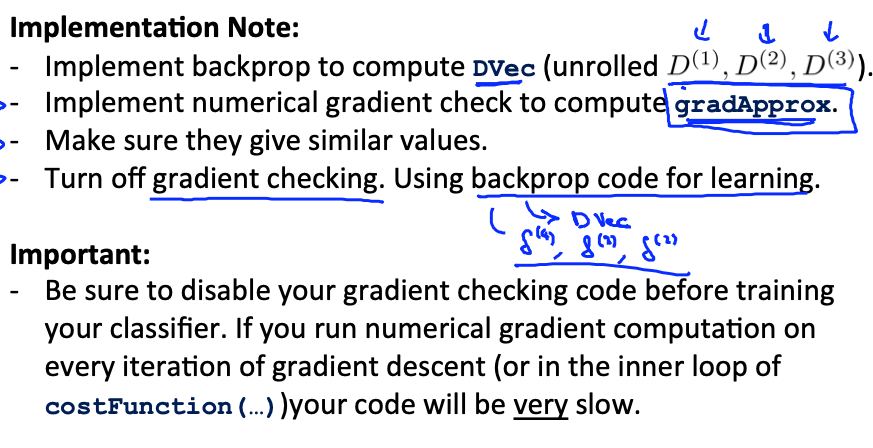 Implementation Note:
- Implement backprop to compute DVec (unrolled D⁽¹⁾, D⁽²⁾, D⁽³⁾).
- Implement numerical gradient check to compute gradApprox.
- Make sure they give similar values.
- Turn off gradient checking. Using backprop code for learning.
DVec
δ⁽⁴⁾, δ⁽³⁾, δ⁽²⁾
Important:
- Be sure to disable your gradient checking code before training
your classifier. If you run numerical gradient computation on
every iteration of gradient descent (or in the inner loop of
costFunction(…))your code will be very slow.